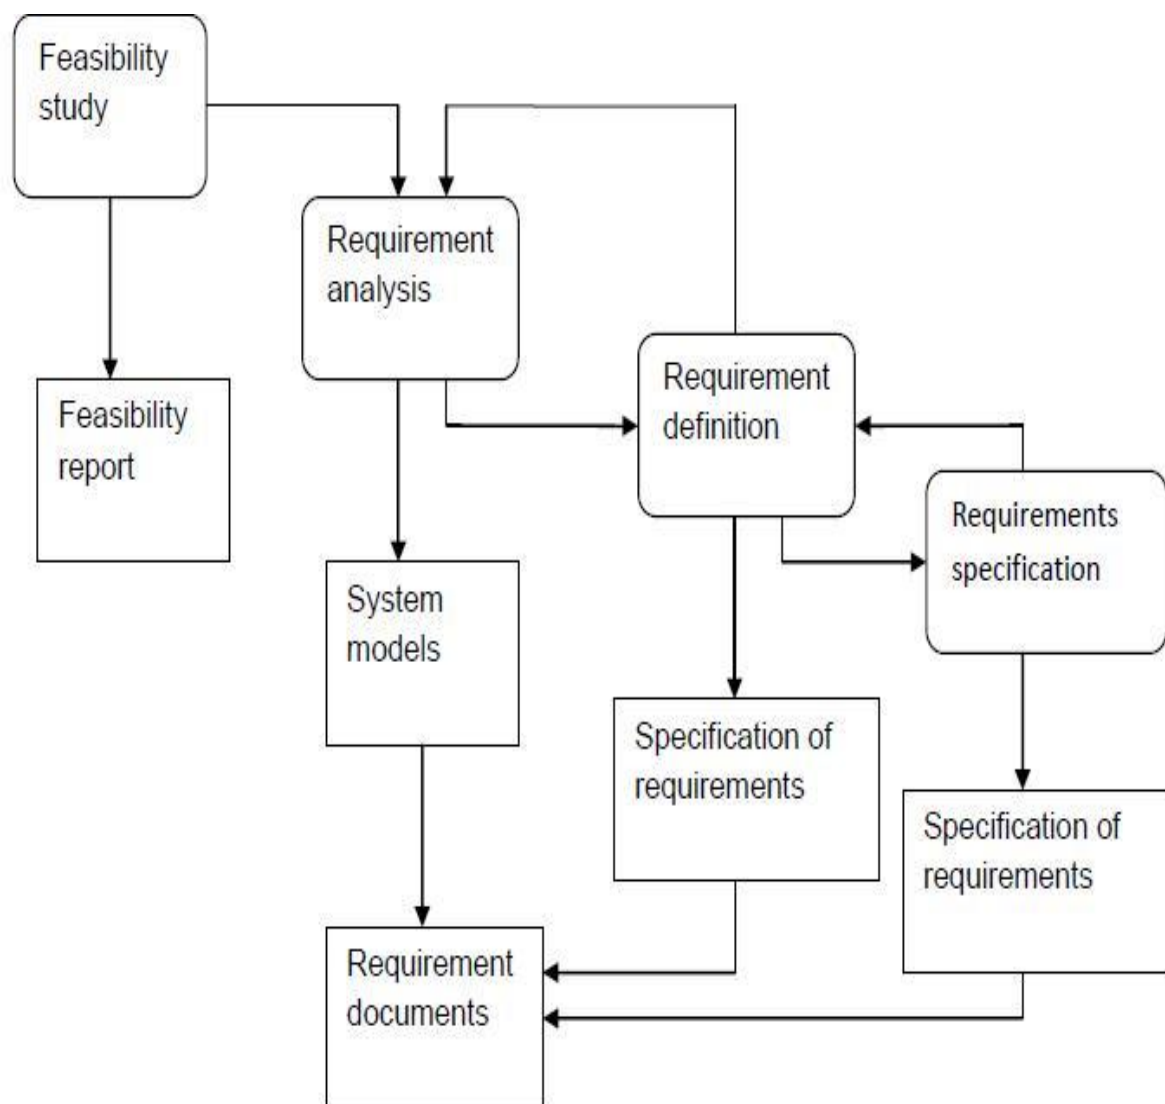 Feasibility
study
Requirement
analysis
Requirement
definition
Feasibility
report
Requirements
specification
System
models
Specification of
requirements
Specification of
requirements
Requirement
documents